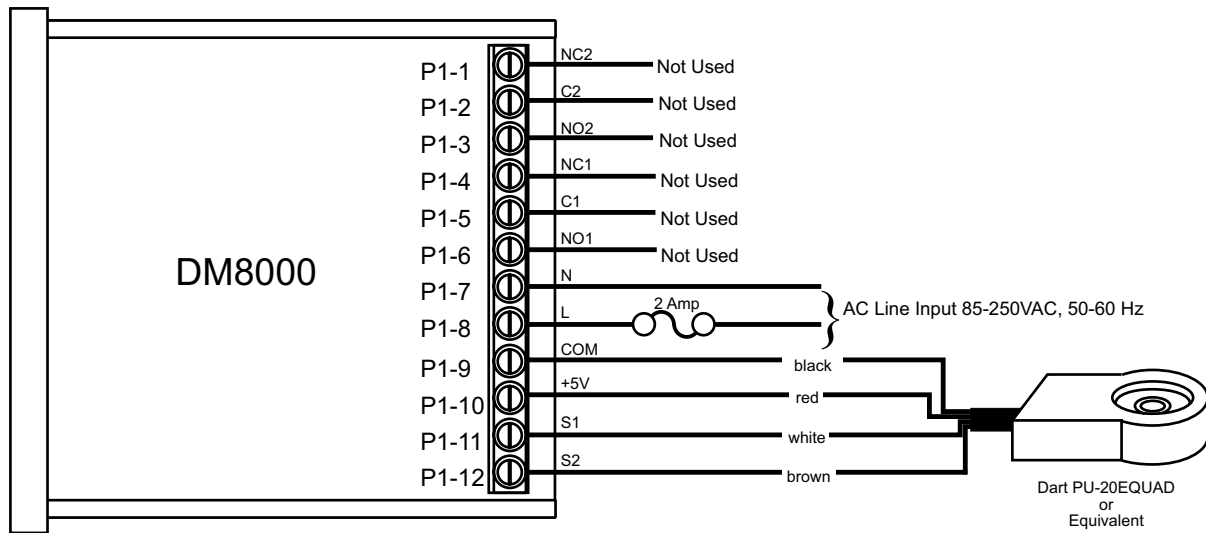 DM8000
P1-1 NC2 Not Used
P1-2 C2 Not Used
P1-3 NO2 Not Used
P1-4 NC1 Not Used
P1-5 C1 Not Used
P1-6 NO1 Not Used
P1-7 N
P1-8 L 2 Amp
AC Line Input 85-250VAC, 50-60 Hz
P1-9 COM black
P1-10 +5V red
P1-11 S1 white
P1-12 S2 brown
Dart PU-20EQUAD
or
Equivalent